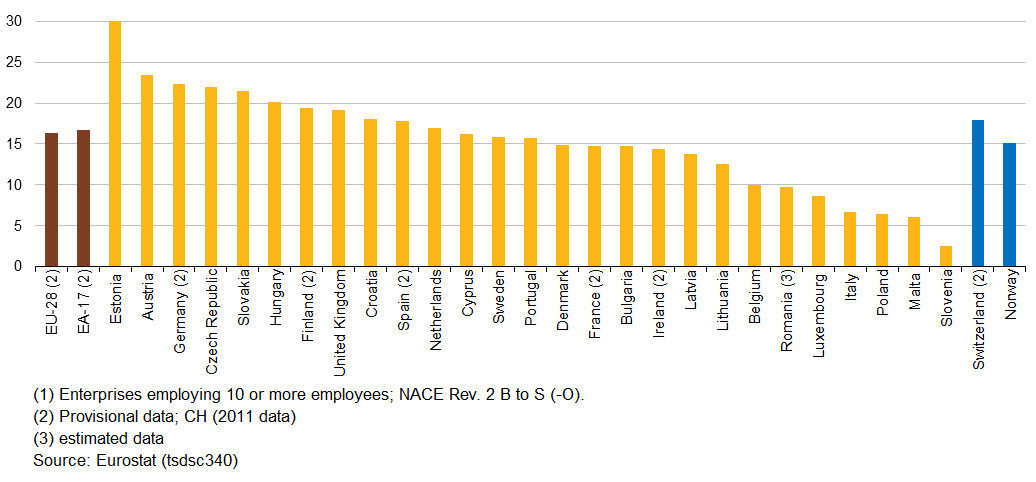 30
25
20
15
10
5
0
EU-28 (2)
EA-17 (2)
Estonia
Austria
Germany (2)
Czech Republic
Slovakia
Hungary
Finland (2)
United Kingdom
Croatia
Spain (2)
Netherlands
Cyprus
Sweden
Portugal
Denmark
France (2)
Bulgaria
Ireland (2)
Latvia
Lithuania
Belgium
Romania (3)
Luxembourg
Italy
Poland
Malta
Slovenia
Switzerland (2)
Norway
(1) Enterprises employing 10 or more employees; NACE Rev. 2 B to S (-O).
(2) Provisional data; CH (2011 data)
(3) estimated data
Source: Eurostat (tsdsc340)